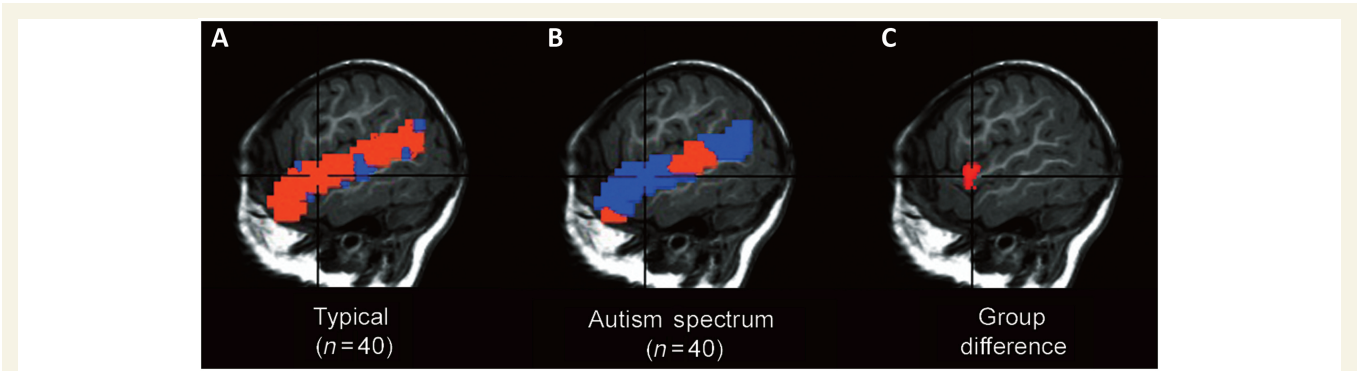 A
B
C
Typical
(n=40)
Autism spectrum
(n=40)
Group
difference